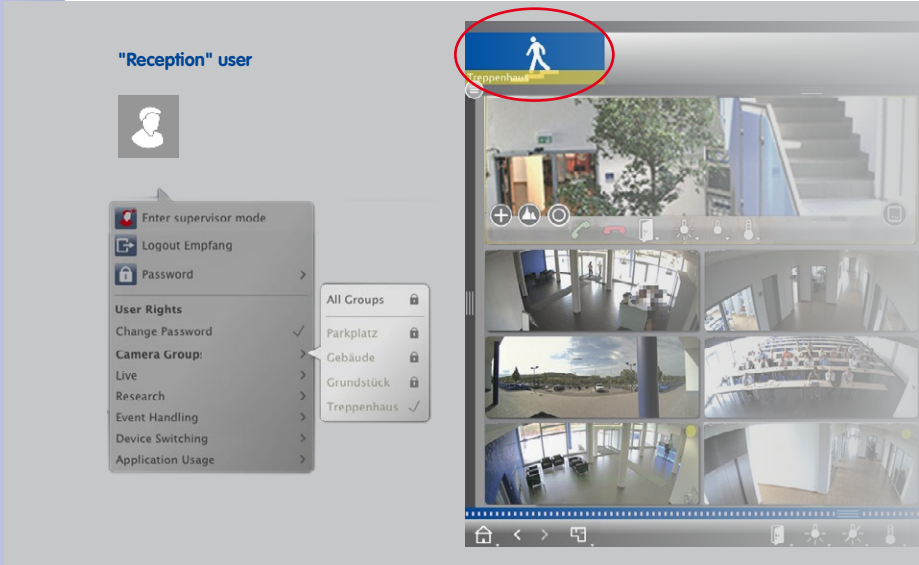 "Reception" user
Enter supervisor mode
Logout Empfang
Password
User Rights
Change Password
Camera Groups
Live
Research
Event Handling
Device Switching
Application Usage
All Groups
Parkplatz
Gebäude
Grundstück
Treppenhaus
Treppenhaus